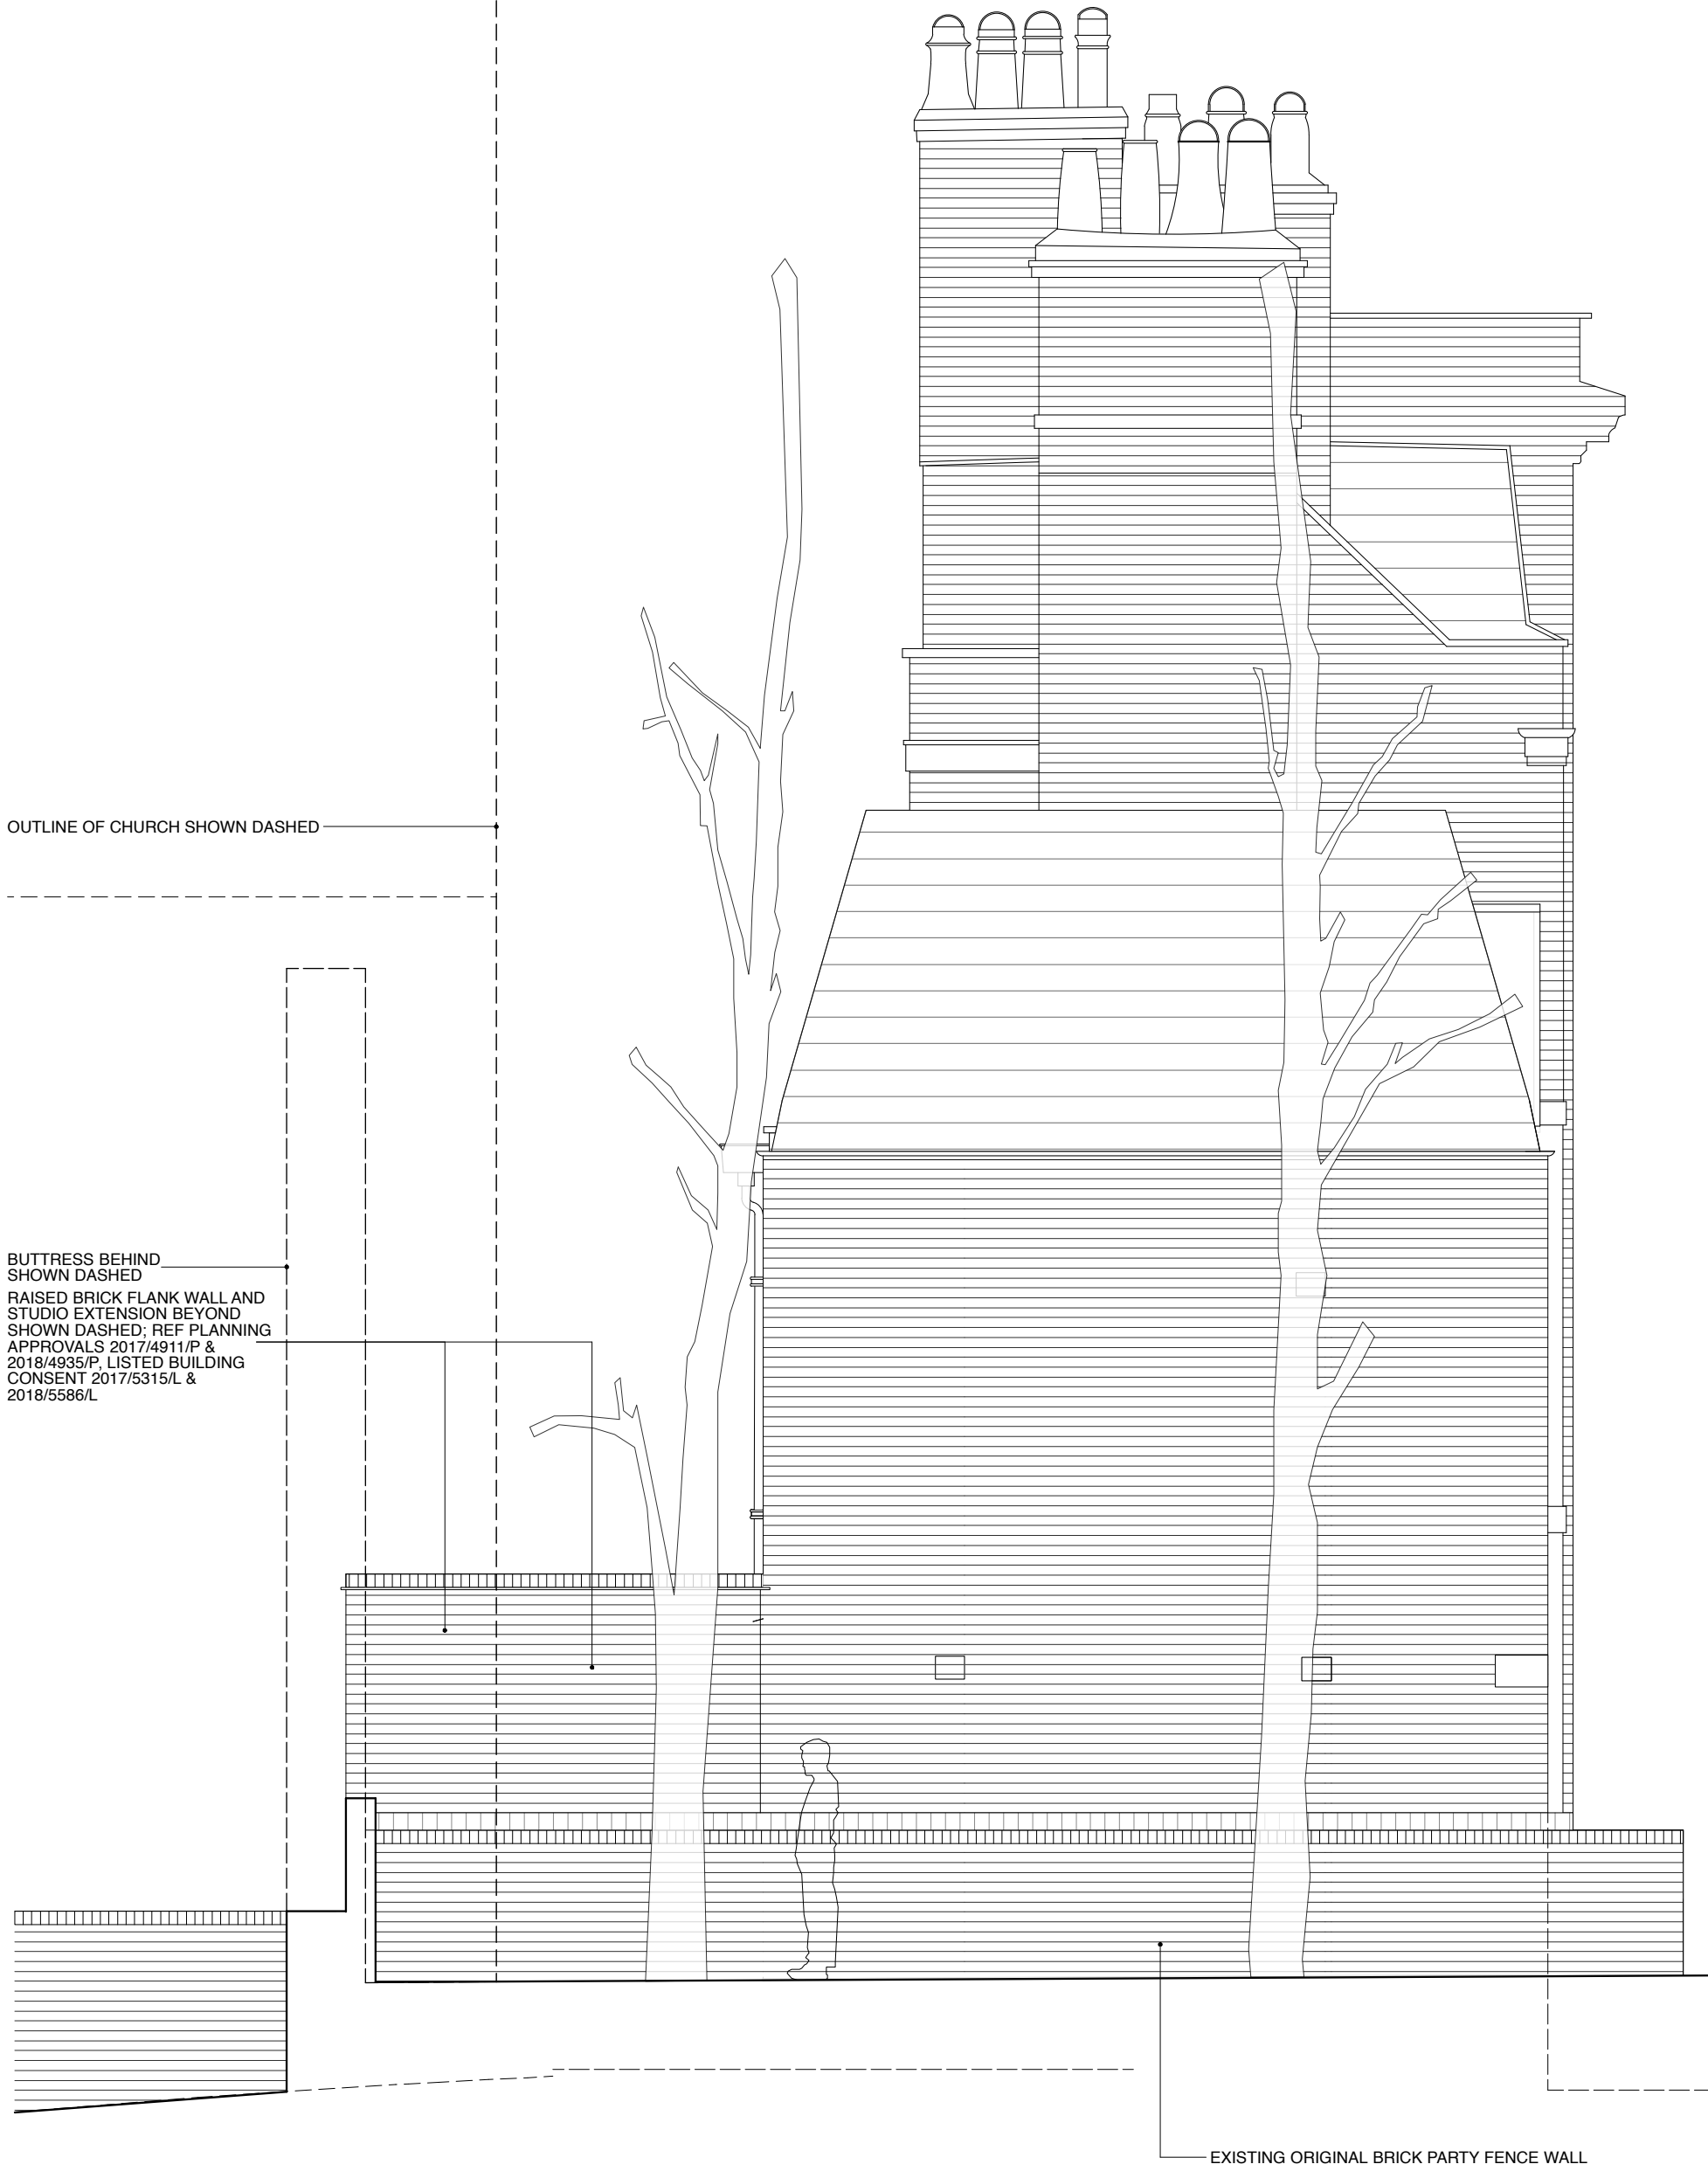 OUTLINE OF CHURCH SHOWN DASHED
BUTTRESS BEHIND
SHOWN DASHED
RAISED BRICK FLANK WALL AND
STUDIO EXTENSION BEYOND
SHOWN DASHED; REF PLANNING
APPROVALS 2017/4911/P &
2018/4935/P, LISTED BUILDING
CONSENT 2017/5315/L &
2018/5586/L
EXISTING ORIGINAL BRICK PARTY FENCE WALL